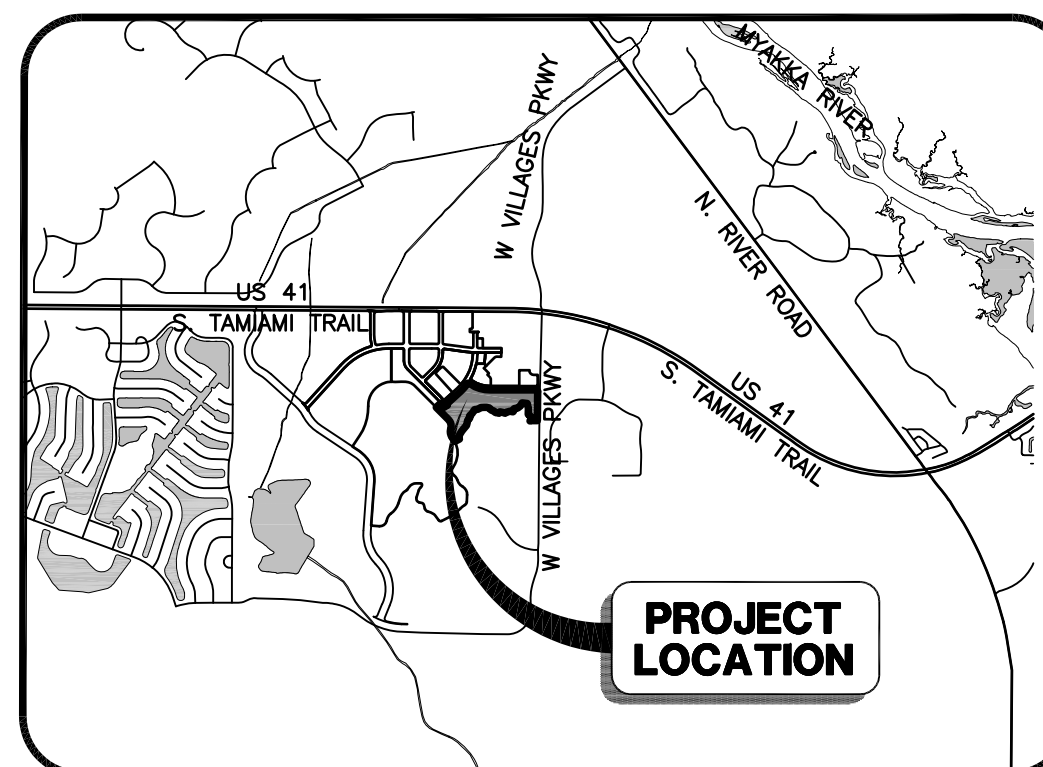 MYAKKA RIVER
W VILLAGES PKWY
N. RIVER ROAD
US 41
S. TAMIAMI TRAIL
US 41
S. TAMIAMI TRAIL
W VILLAGES PKWY
PROJECT
LOCATION